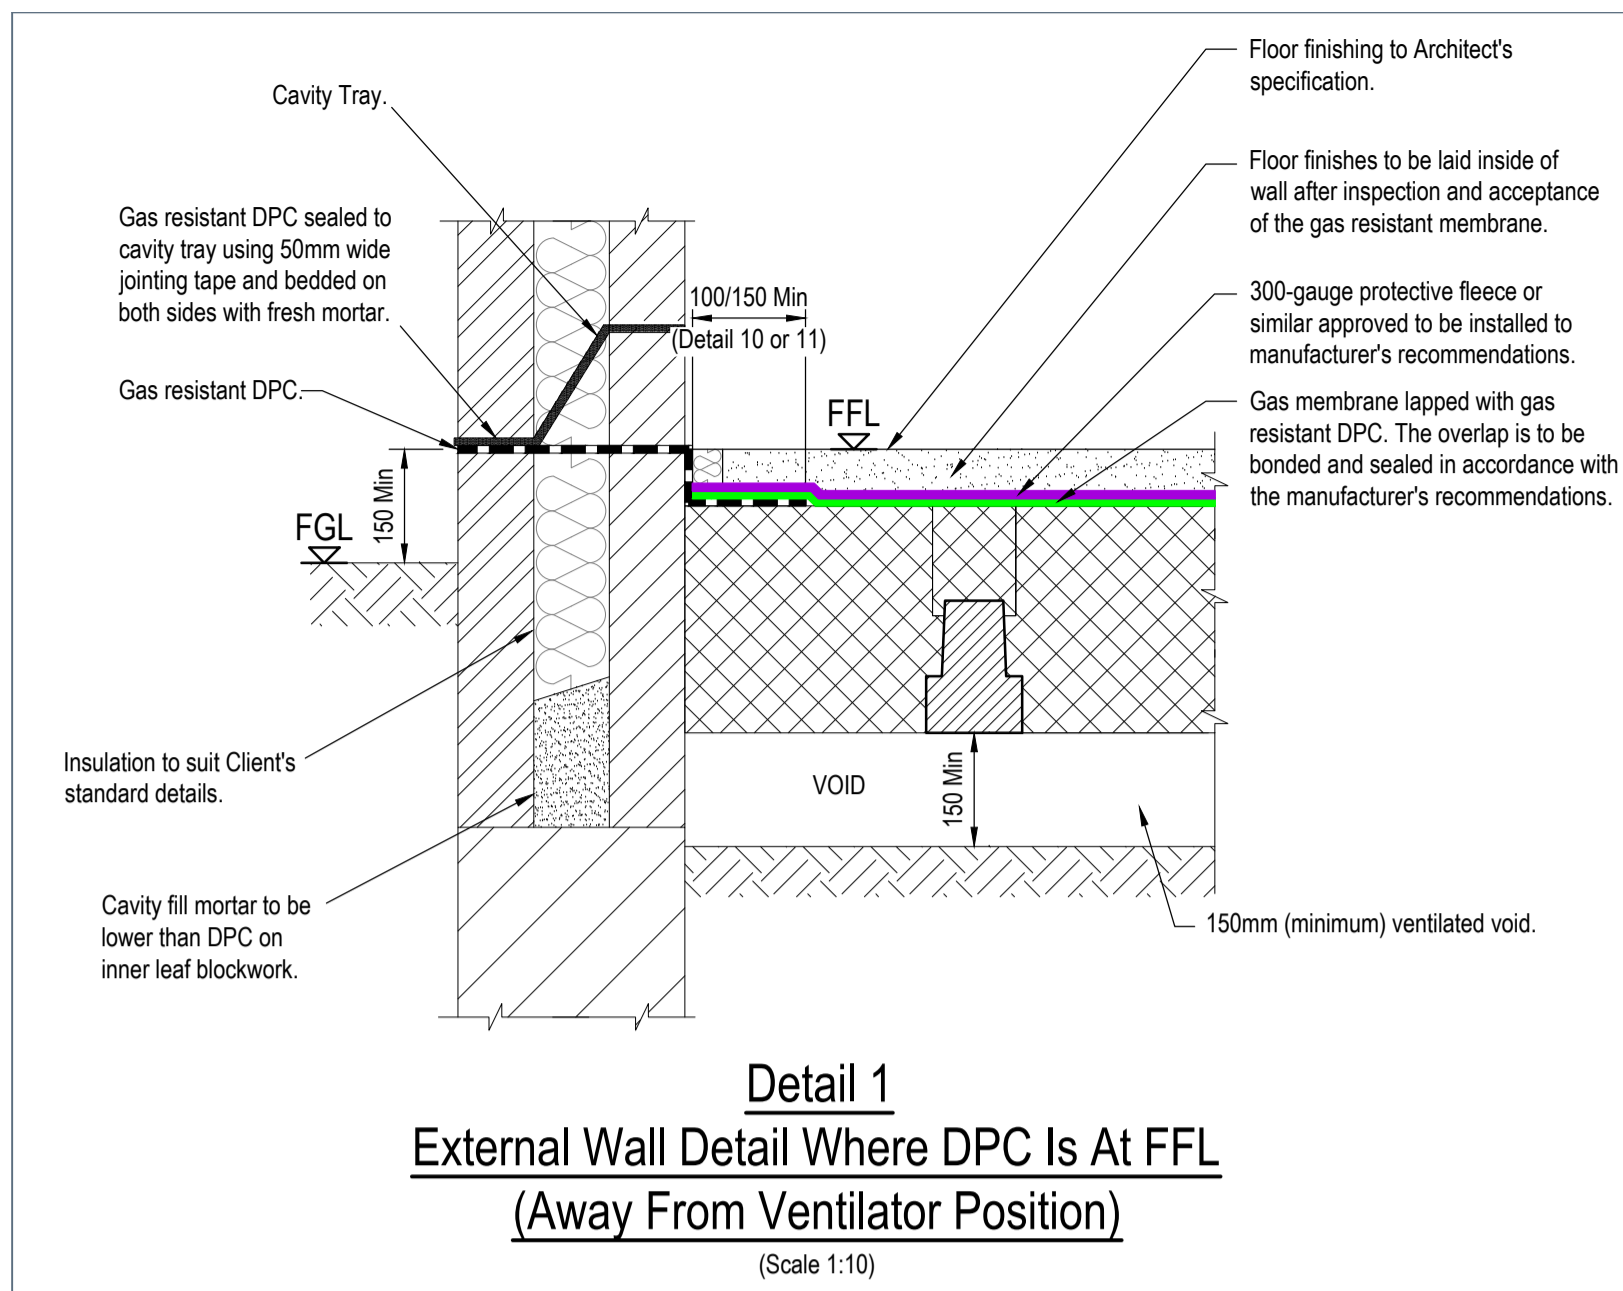 Cavity Tray.
Gas resistant DPC sealed to
cavity tray using 50mm wide
jointing tape and bedded on
both sides with fresh mortar.
Gas resistant DPC.
FGL
150 Min
Insulation to suit Client's
standard details.
Cavity fill mortar to be
lower than DPC on
inner leaf blockwork.
100/150 Min
(Detail 10 or 11)
FFL
VOID
150 Min
Floor finishing to Architect's
specification.
Floor finishes to be laid inside of
wall after inspection and acceptance
of the gas resistant membrane.
300-gauge protective fleece or
similar approved to be installed to
manufacturer's recommendations.
Gas membrane lapped with gas
resistant DPC. The overlap is to be
bonded and sealed in accordance with
the manufacturer's recommendations.
150mm (minimum) ventilated void.
Detail 1
External Wall Detail Where DPC Is At FFL
(Away From Ventilator Position)
(Scale 1:10)